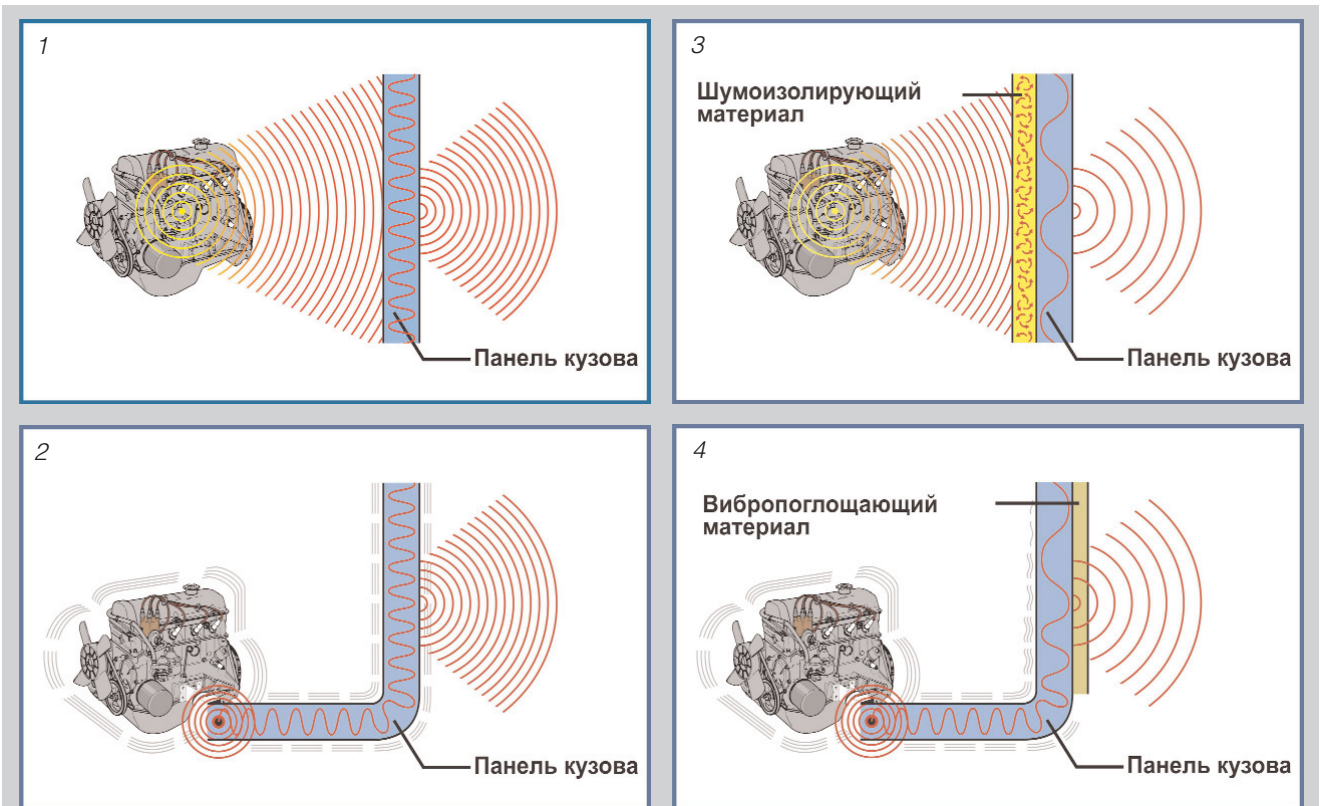 1
Панель кузова
3
Шумоизолирующий
материал
Панель кузова
2
Панель кузова
4
Вибропоглощающий
материал
Панель кузова